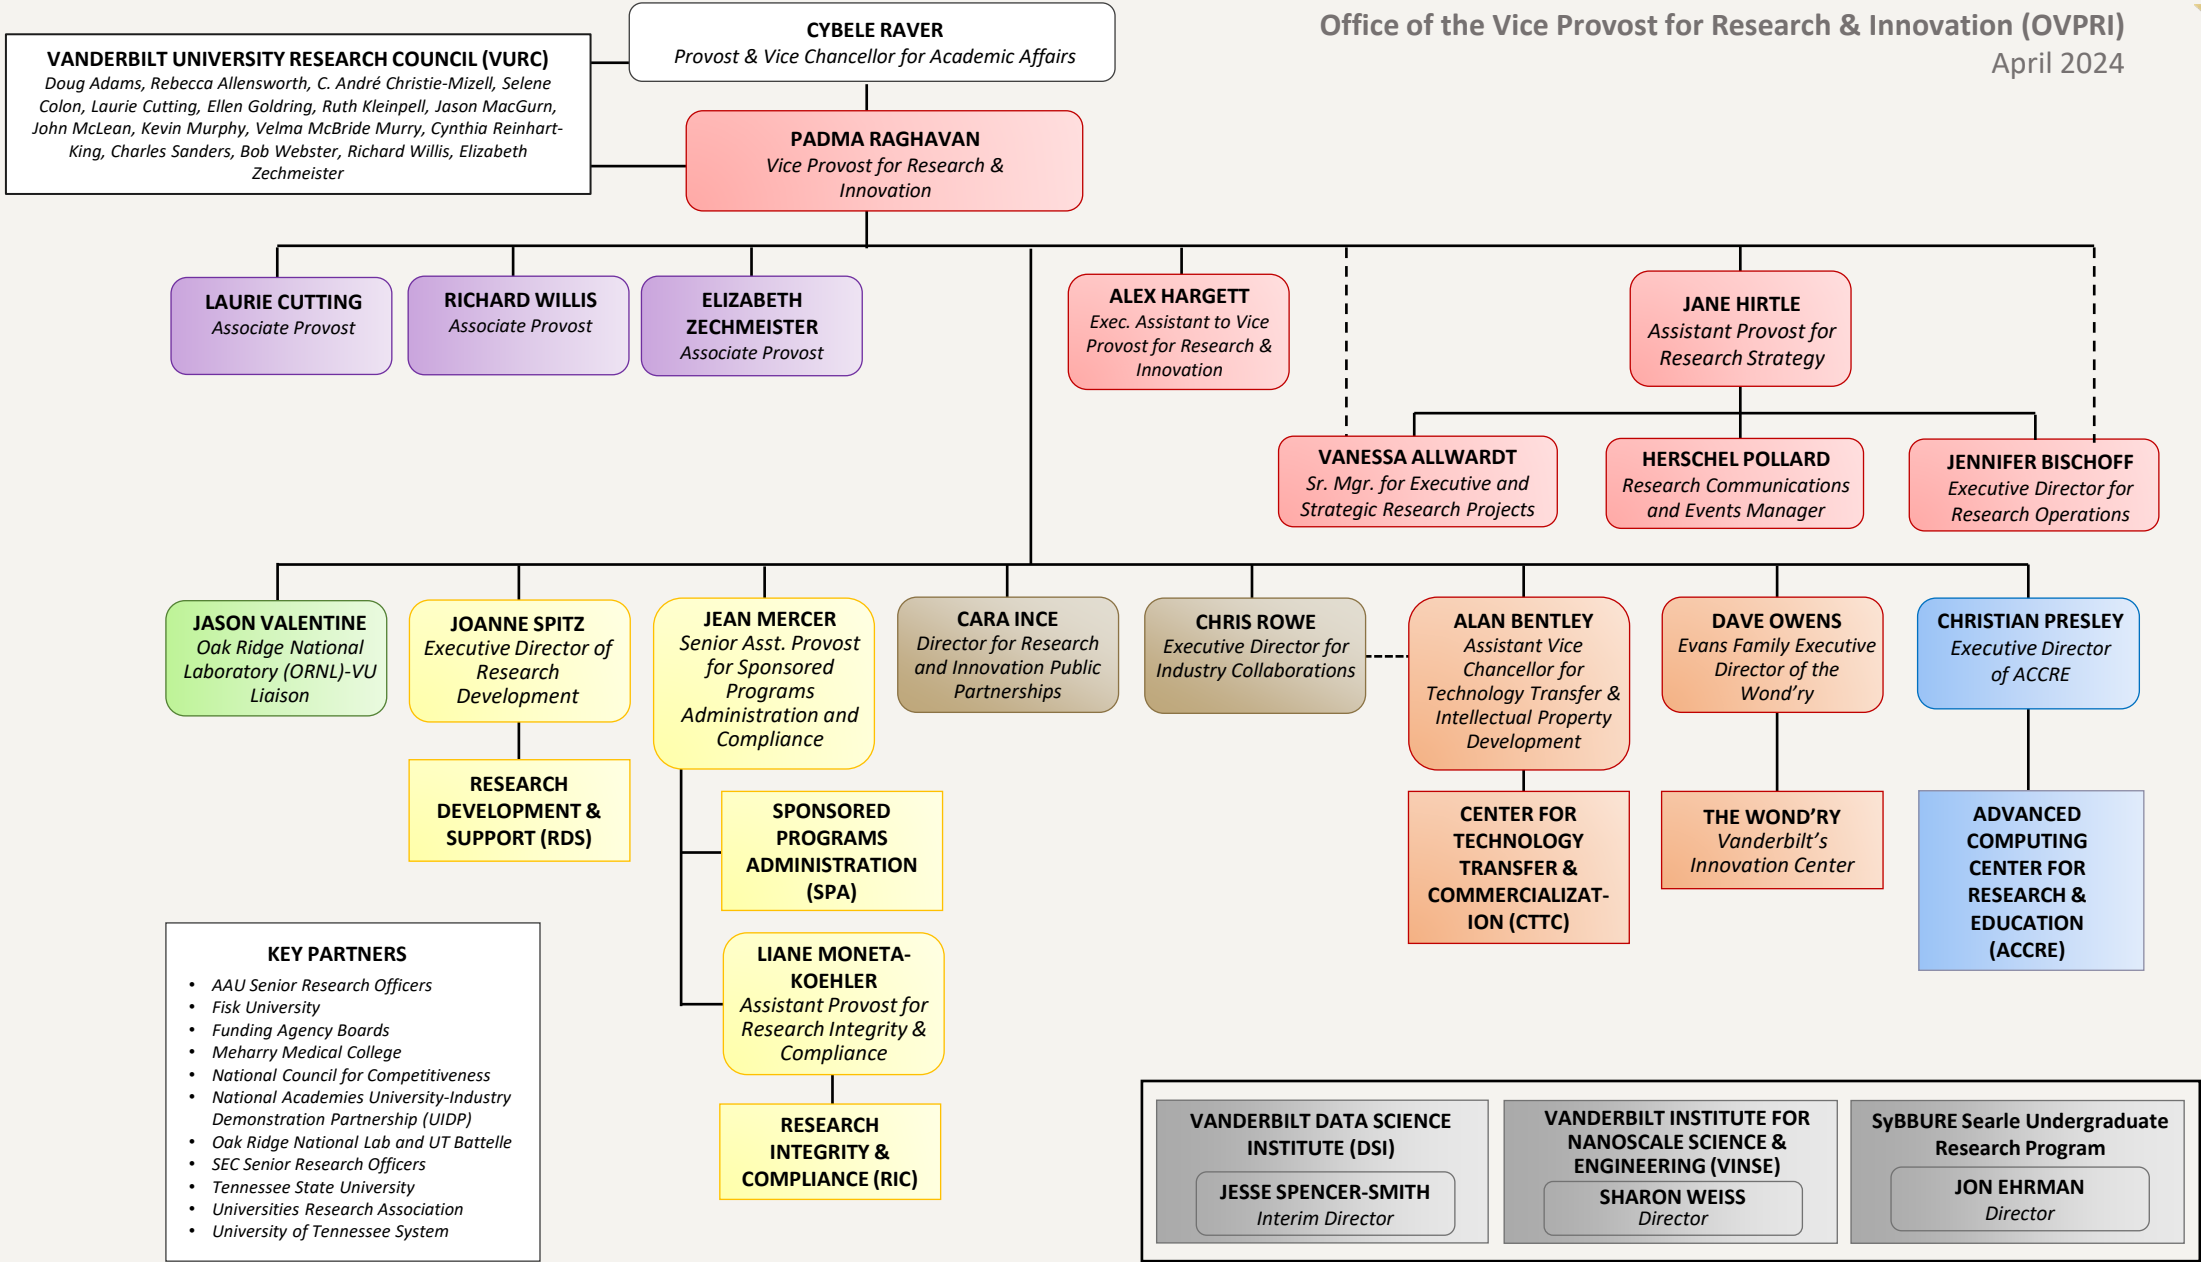 Office of the Vice Provost for Research & Innovation (OVPRI)
April 2024
CYBELE RAVER
Provost & Vice Chancellor for Academic Affairs
VANDERBILT UNIVERSITY RESEARCH COUNCIL (VURC)
Doug Adams, Rebecca Allensworth, C. André Christie-Mizell, Selene
Colon, Laurie Cutting, Ellen Goldring, Ruth Kleinpell, Jason MacGurn,
John McLean, Kevin Murphy, Velma McBride Murry, Cynthia Reinhart-
King, Charles Sanders, Bob Webster, Richard Willis, Elizabeth
Zechmeister
PADMA RAGHAVAN
Vice Provost for Research &
Innovation
LAURIE CUTTING
Associate Provost
RICHARD WILLIS
Associate Provost
ELIZABETH
ZECHMEISTER
Associate Provost
ALEX HARGETT
Exec. Assistant to Vice
Provost for Research &
Innovation
JANE HIRTLE
Assistant Provost for
Research Strategy
VANESSA ALLWARDT
Sr. Mgr. for Executive and
Strategic Research Projects
HERSCHEL POLLARD
Research Communications
and Events Manager
JENNIFER BISCHOFF
Executive Director for
Research Operations
JASON VALENTINE
Oak Ridge National
Laboratory (ORNL)-VU
Liaison
JOANNE SPITZ
Executive Director of
Research
Development
JEAN MERCER
Senior Asst. Provost
for Sponsored
Programs
Administration and
Compliance
CARA INCE
Director for Research
and Innovation Public
Partnerships
CHRIS ROWE
Executive Director for
Industry Collaborations
ALAN BENTLEY
Assistant Vice
Chancellor for
Technology Transfer &
Intellectual Property
Development
DAVE OWENS
Evans Family Executive
Director of the
Wond’ry
CHRISTIAN PRESLEY
Executive Director
of ACCRE
RESEARCH
DEVELOPMENT &
SUPPORT (RDS)
SPONSORED
PROGRAMS
ADMINISTRATION
(SPA)
LIANE MONETA-
KOEHLER
Assistant Provost for
Research Integrity &
Compliance
RESEARCH
INTEGRITY &
COMPLIANCE (RIC)
CENTER FOR
TECHNOLOGY
TRANSFER &
COMMERCIALIZAT-
ION (CTTC)
THE WOND’RY
Vanderbilt’s
Innovation Center
ADVANCED
COMPUTING
CENTER FOR
RESEARCH &
EDUCATION
(ACCRE)
KEY PARTNERS
• AAU Senior Research Officers
• Fisk University
• Funding Agency Boards
• Meharry Medical College
• National Council for Competitiveness
• National Academies University-Industry
Demonstration Partnership (UIDP)
• Oak Ridge National Lab and UT Battelle
• SEC Senior Research Officers
• Tennessee State University
• Universities Research Association
• University of Tennessee System
VANDERBILT DATA SCIENCE
INSTITUTE (DSI)
JESSE SPENCER-SMITH
Interim Director
VANDERBILT INSTITUTE FOR
NANOSCALE SCIENCE &
ENGINEERING (VINSE)
SHARON WEISS
Director
SyBBURE Searle Undergraduate
Research Program
JON EHRMAN
Director